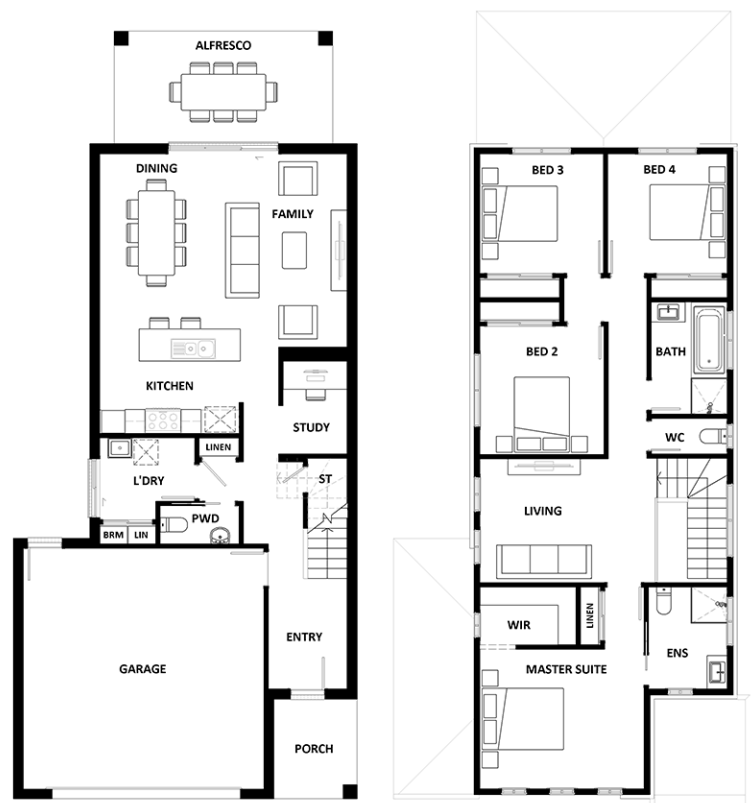 ALFRESCO
DINING
FAMILY
KITCHEN
STUDY
LINEN
L'DRY
ST
PWD
BRM
LIN
ENTRY
GARAGE
PORCH
BED 3
BED 4
BED 2
BATH
WC
LIVING
WIR
LINEN
ENS
MASTER SUITE